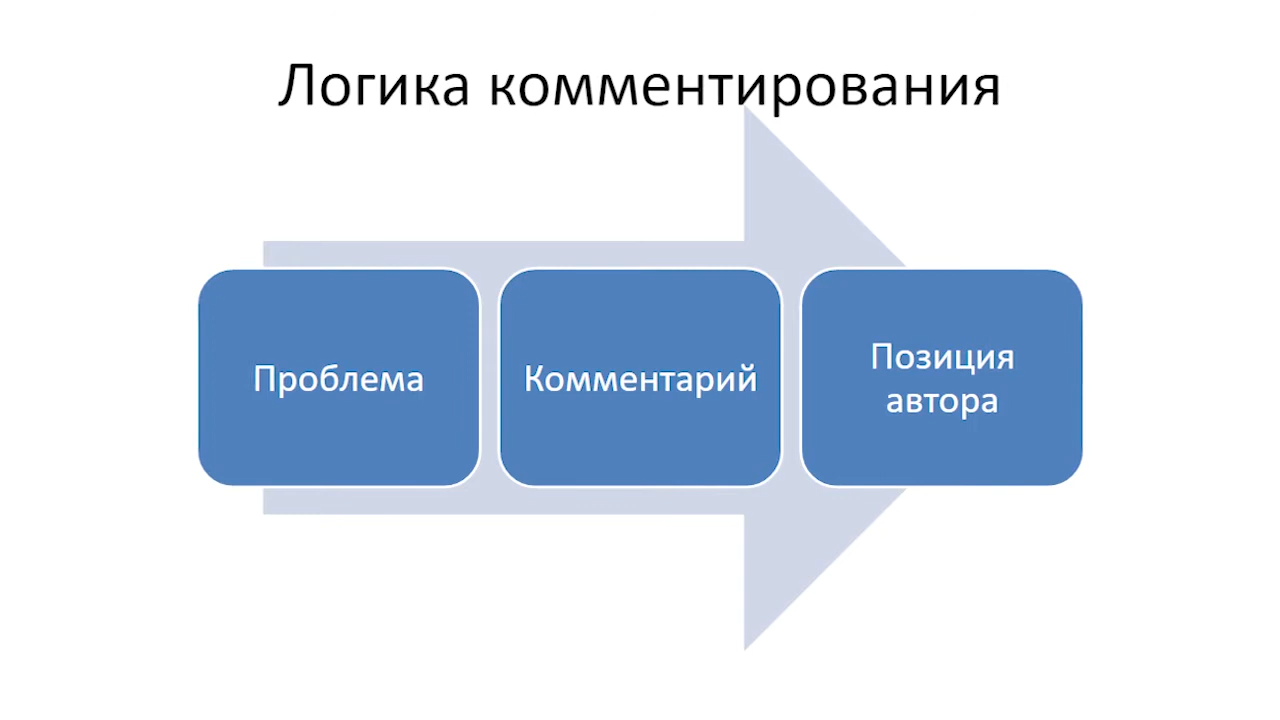 Логика комментирования
Проблема
Комментарий
Позиция
автора